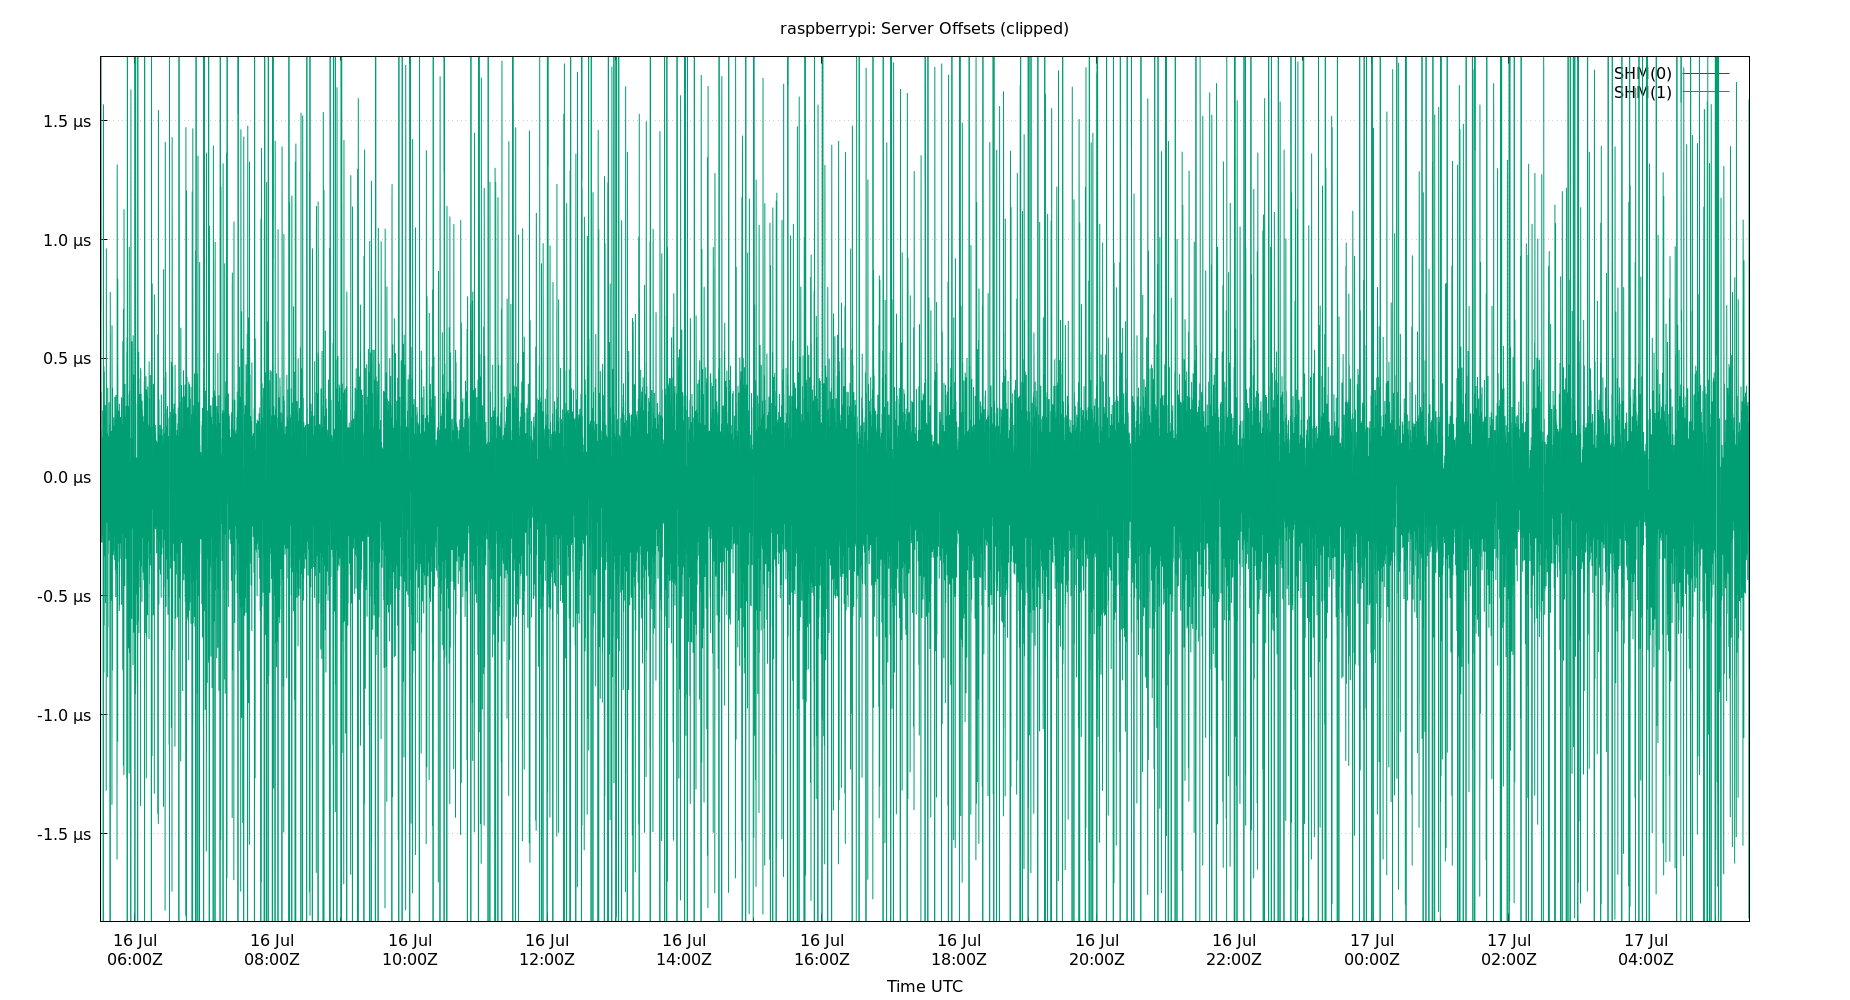 raspberrypi: Server Offsets (clipped)
SHM(0)
SHM(1)
1.5 µs
1.0 µs
0.5 µs
0.0 µs
-0.5 µs
-1.0 µs
-1.5 µs
16 Jul 16 Jul 16 Jul 16 Jul 16 Jul 16 Jul 16 Jul 16 Jul 16 Jul 17 Jul 17 Jul 17 Jul
06:00Z 08:00Z 10:00Z 12:00Z 14:00Z 16:00Z 18:00Z 20:00Z 22:00Z 00:00Z 02:00Z 04:00Z
Time UTC